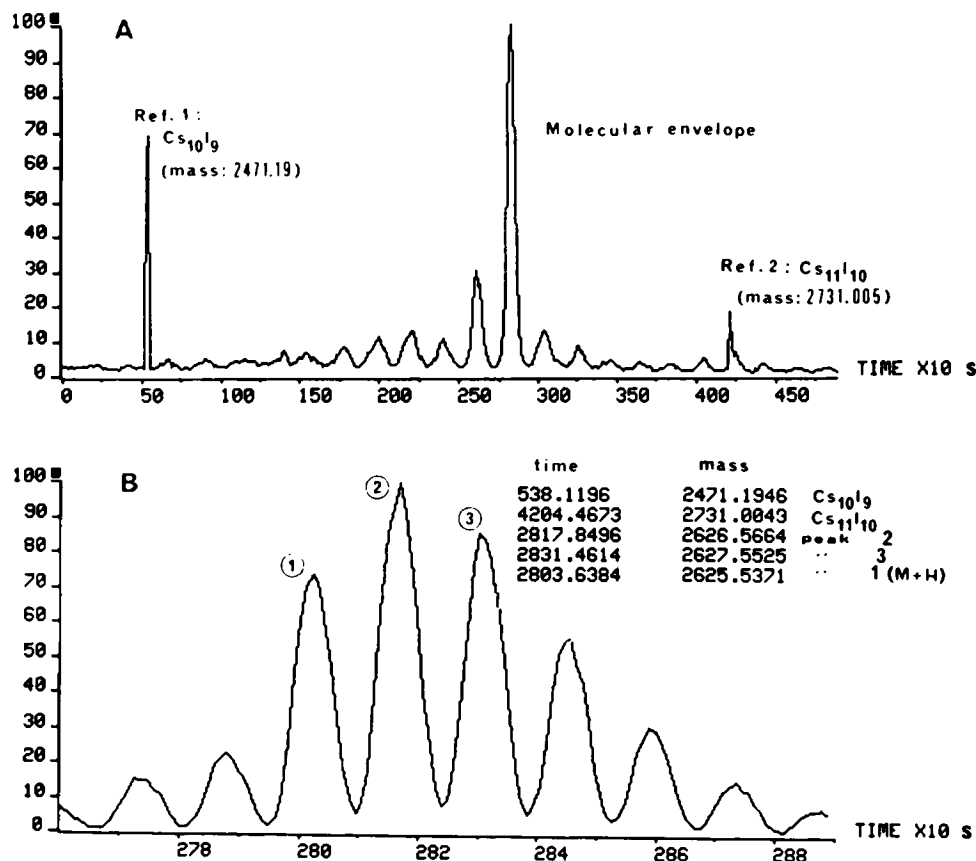 A
100
90
80
70
60
50
40
30
20
10
0
Ref. 1:
Cs10I9
(mass: 2471.19)
Molecular envelope
Ref. 2: Cs11I10
(mass: 2731.005)
0 50 100 150 200 250 300 350 400 450
TIME X10 s
B
100
90
80
70
60
50
40
30
20
10
0
1
2
3
time mass
538.1196 2471.1946 Cs10I9
4204.4673 2731.0043 Cs11I10
2817.8496 2626.5664 peak 2
2831.4614 2627.5525 " 3
2803.6384 2625.5371 " 1 (M+H)
278 280 282 284 286 288
TIME X10 s